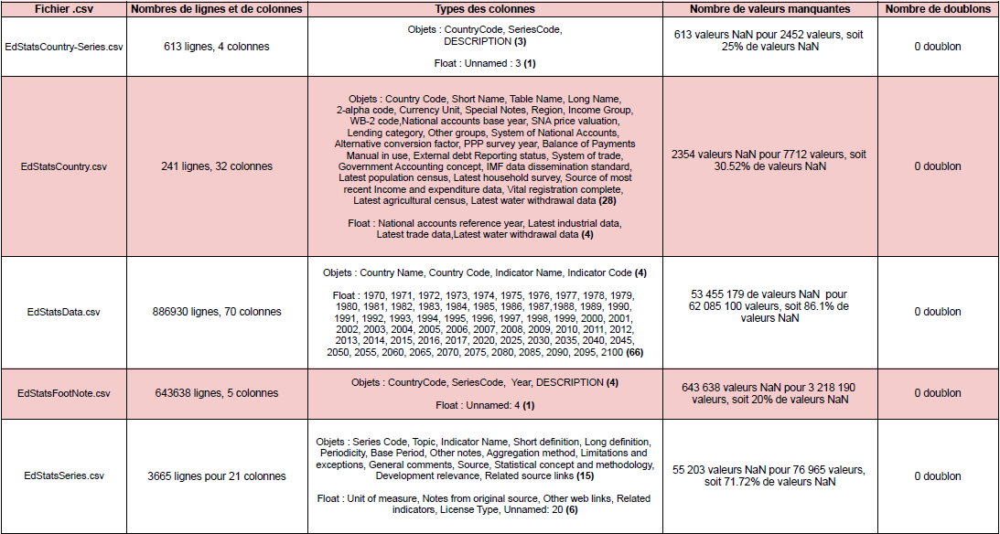 Fichier .csv
Nombres de lignes et de colonnes
Types des colonnes
Nombre de valeurs manquantes
Nombre de doublons
EdStatsCountry-Series.csv
613 lignes, 4 colonnes
Objets : CountryCode, SeriesCode,
DESCRIPTION (3)
Float : Unnamed : 3 (1)
613 valeurs NaN pour 2452 valeurs, soit
25% de valeurs NaN
0 doublon
EdStatsCountry.csv
241 lignes, 32 colonnes
Objets : Country Code, Short Name, Table Name, Long Name,
2-alpha code, Currency Unit, Special Notes, Region, Income Group,
WB-2 code,National accounts base year, SNA price valuation,
Lending category, Other groups, System of National Accounts,
Alternative conversion factor, PPP survey year, Balance of Payments
Manual in use, External debt Reporting status, System of trade,
Government Accounting concept, IMF data dissemination standard,
Latest population census, Latest household survey, Source of most
recent Income and expenditure data, Vital registration complete,
Latest agricultural census, Latest water withdrawal data (28)
Float : National accounts reference year, Latest industrial data,
Latest trade data,Latest water withdrawal data (4)
2354 valeurs NaN pour 7712 valeurs, soit
30.52% de valeurs NaN
0 doublon
EdStatsData.csv
886930 lignes, 70 colonnes
Objets : Country Name, Country Code, Indicator Name, Indicator Code (4)
Float : 1970, 1971, 1972, 1973, 1974, 1975, 1976, 1977, 1978, 1979,
1980, 1981, 1982, 1983, 1984, 1985, 1986, 1987,1988, 1989, 1990,
1991, 1992, 1993, 1994, 1995, 1996, 1997, 1998, 1999, 2000, 2001,
2002, 2003, 2004, 2005, 2006, 2007, 2008, 2009, 2010, 2011, 2012,
2013, 2014, 2015, 2016, 2017, 2020, 2025, 2030, 2035, 2040, 2045,
2050, 2055, 2060, 2065, 2070, 2075, 2080, 2085, 2090, 2095, 2100 (66)
53 455 179 de valeurs NaN pour
62 085 100 valeurs, soit 86.1% de
valeurs NaN
0 doublon
EdStatsFootNote.csv
643638 lignes, 5 colonnes
Objets : CountryCode, SeriesCode, Year, DESCRIPTION (4)
Float : Unnamed: 4 (1)
643 638 valeurs NaN pour 3 218 190
valeurs, soit 20% de valeurs NaN
0 doublon
EdStatsSeries.csv
3665 lignes pour 21 colonnes
Objets : Series Code, Topic, Indicator Name, Short definition, Long definition,
Periodicity, Base Period, Other notes, Aggregation method, Limitations and
exceptions, General comments, Source, Statistical concept and methodology,
Development relevance, Related source links (15)
Float : Unit of measure, Notes from original source, Other web links, Related
indicators, License Type, Unnamed: 20 (6)
55 203 valeurs NaN pour 76 965 valeurs,
soit 71.72% de valeurs NaN
0 doublon